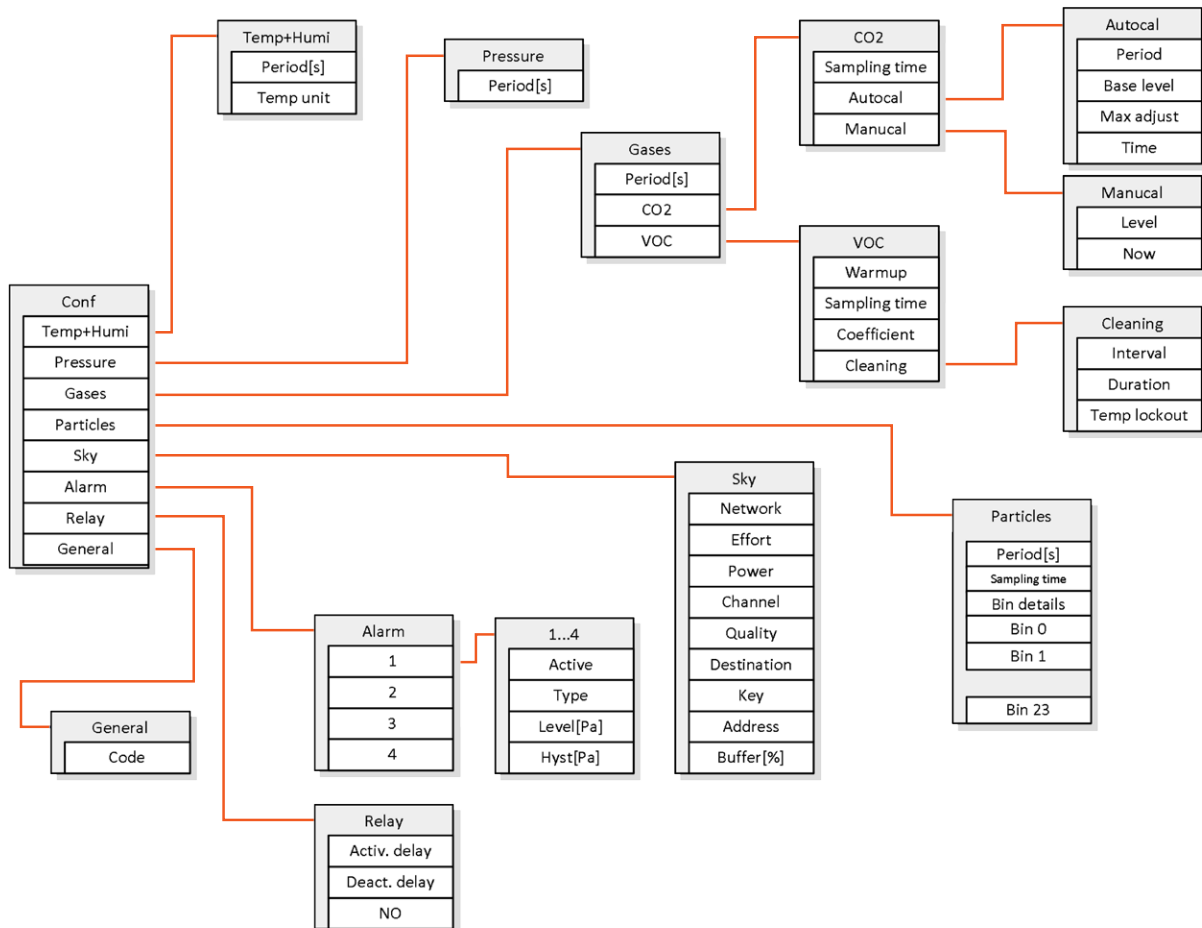 Temp+Humi
Period[s]
Temp unit
Pressure
Period[s]
Gases
Period[s]
CO2
VOC
CO2
Sampling time
Autocal
Manucal
Autocal
Period
Base level
Max adjust
Time
Manucal
Level
Now
VOC
Warmup
Sampling time
Coefficient
Cleaning
Cleaning
Interval
Duration
Temp lockout
Conf
Temp+Humi
Pressure
Gases
Particles
Sky
Alarm
Relay
General
Sky
Network
Effort
Power
Channel
Quality
Destination
Key
Address
Buffer[%]
Particles
Period[s]
Sampling time
Bin details
Bin 0
Bin 1
Bin 23
Alarm
1
2
3
4
1...4
Active
Type
Level[Pa]
Hyst[Pa]
General
Code
Relay
Activ. delay
Deact. delay
NO